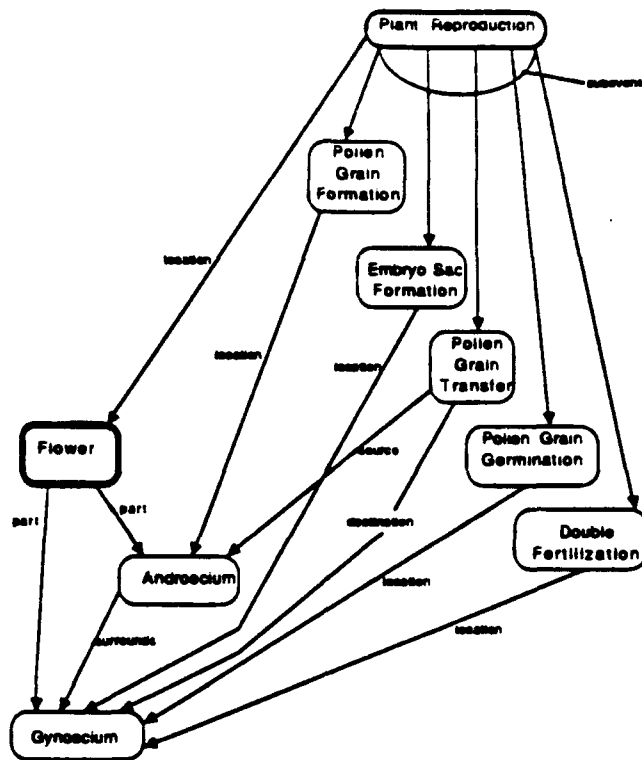 Plant Reproduction
subevent
Pollen
Grain
Formation
location
Embryo Sac
Formation
location
location
Pollen
Grain
Transfer
Flower
source
Pollen Grain
Germination
part
part
destination
Double
Fertilization
Androecium
location
surrounds
location
Gynoecium